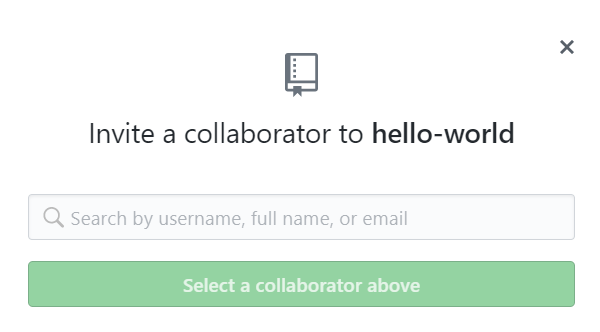 Invite a collaborator to hello-world
Search by username, full name, or email
Select a collaborator above